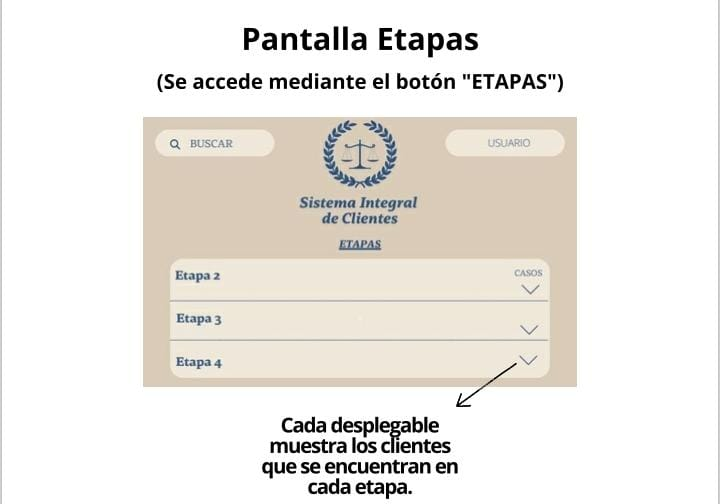 Pantalla Etapas
(Se accede mediante el botón "ETAPAS")
BUSCAR
USUARIO
Sistema Integral
de Clientes
ETAPAS
Etapa 2
CASOS
Etapa 3
Etapa 4
Cada desplegable
muestra los clientes
que se encuentran en
cada etapa.